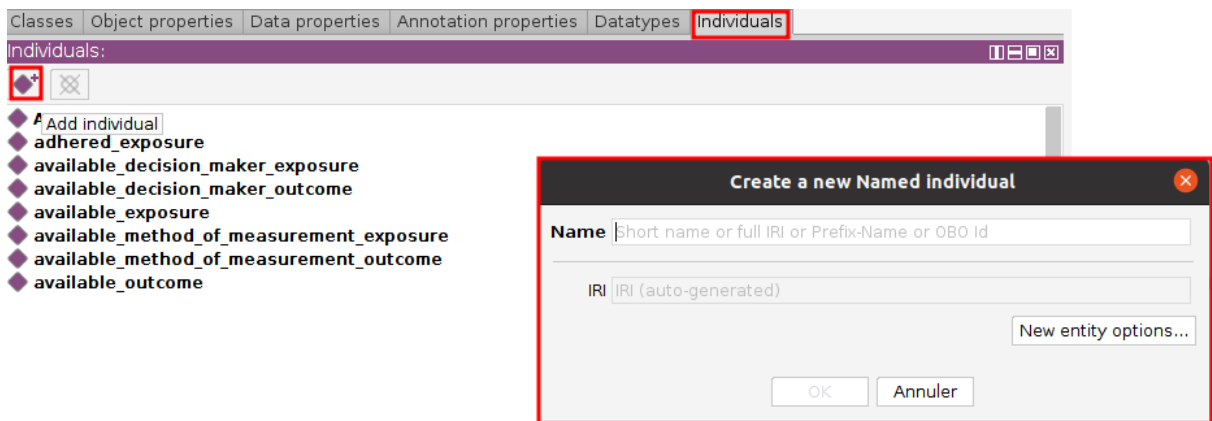 Classes Object properties Data properties Annotation properties Datatypes Individuals
Individuals:
Add individual
adhered_exposure
available_decision_maker_exposure
available_decision_maker_outcome
available_exposure
available_method_of_measurement_exposure
available_method_of_measurement_outcome
available_outcome
Create a new Named individual
Name Short name or full IRI or Prefix-Name or OBO Id
IRI IRI (auto-generated)
New entity options...
OK Annuler